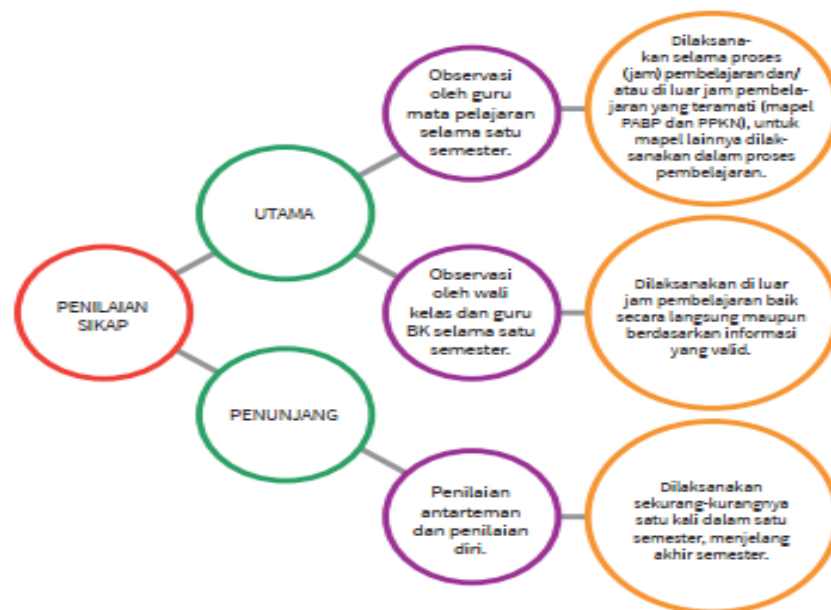 PENILAIAN
SIKAP
UTAMA
Observasi
oleh guru
mata pelajaran
selama satu
semester.
Dilaksana-
kan selama proses
(jam) pembelajaran dan/
atau di luar jam pembela-
jaran yang teramati (mapel
PABP dan PPKN), untuk
mapel lainnya dilak-
sanakan dalam proses
pembelajaran.
Observasi
oleh wali
kelas dan guru
BK selama satu
semester.
Dilaksanakan di luar
jam pembelajaran baik
secara langsung maupun
berdasarkan informasi
yang valid.
PENUNJANG
Penilaian
antarteman
dan penilaian
diri.
Dilaksanakan
sekurang-kurangnya
satu kali dalam satu
semester, menjelang
akhir semester.